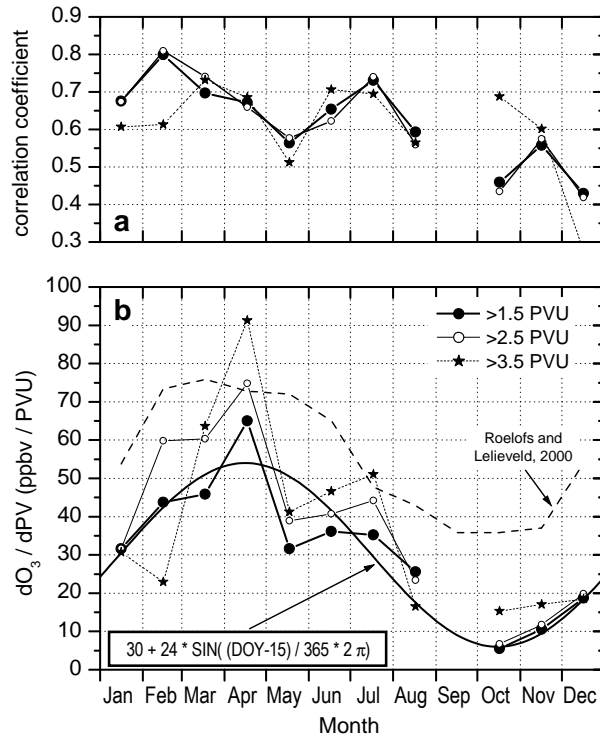 0.9
0.8
0.7
0.6
0.5
0.4
0.3
correlation coefficient
a
100
90
80
70
60
50
40
30
20
10
0
dO₃ / dPV (ppbv / PVU)
b
>1.5 PVU
>2.5 PVU
>3.5 PVU
Roelofs and
Lelieveld, 2000
30 + 24 * SIN( (DOY-15) / 365 * 2 π)
Jan Feb Mar Apr May Jun Jul Aug Sep Oct Nov Dec
Month